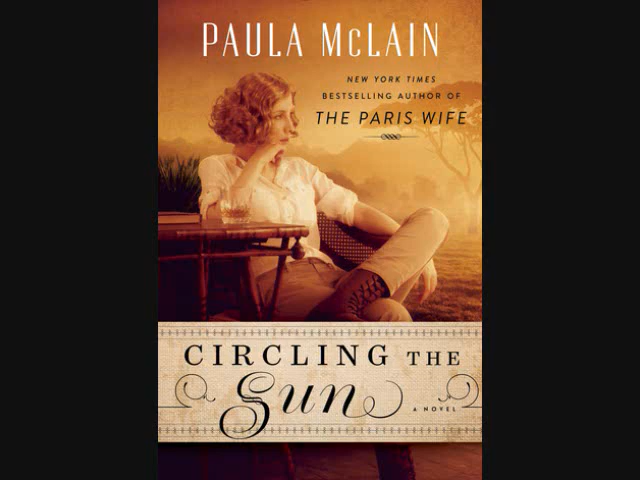 PAULA McLAIN
NEW YORK TIMES
BESTSELLING AUTHOR OF
THE PARIS WIFE
CIRCLING THE
Sun
A NOVEL